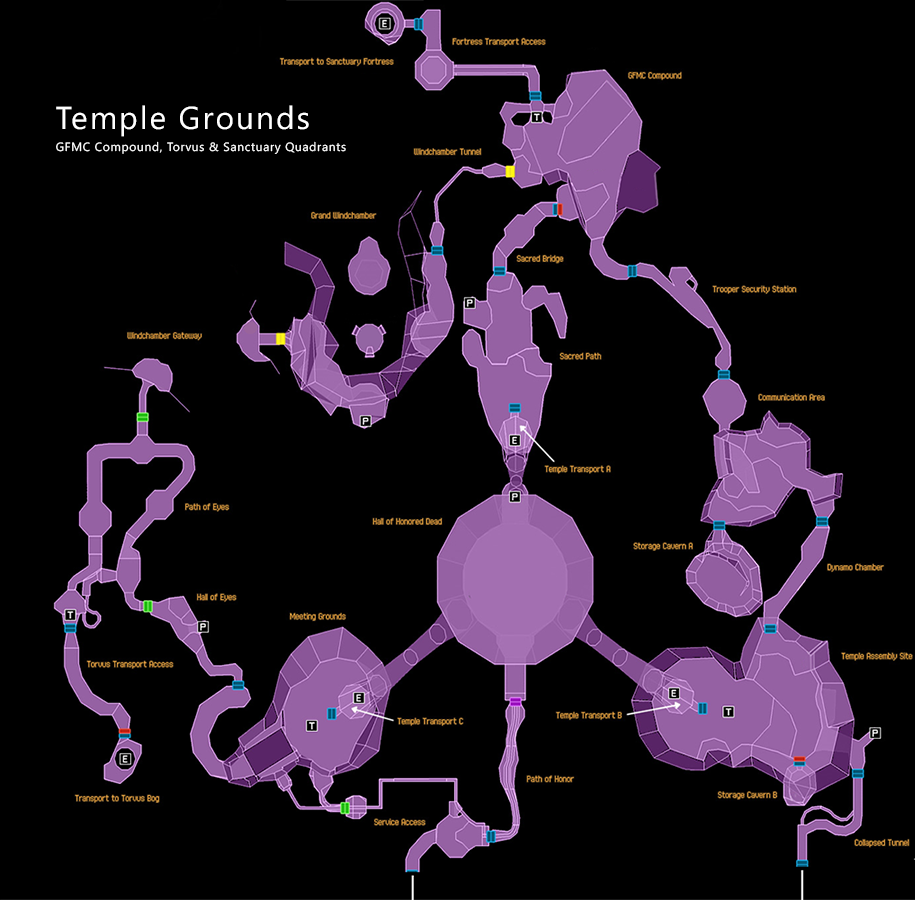 E
Fortress Transport Access
Transport to Sanctuary Fortress
GFMC Compound
Temple Grounds
GFMC Compound, Torvus & Sanctuary Quadrants
T
Windchamber Tunnel
Grand Windchamber
Sacred Bridge
Trooper Security Station
P
Windchamber Gateway
Sacred Path
Communication Area
P
E
Temple Transport A
P
Path of Eyes
Hall of Honored Dead
Storage Cavern A
Dynamo Chamber
Hall of Eyes
T
P
Meeting Grounds
Torvus Transport Access
Temple Assembly Site
E
E
T
Temple Transport C
Temple Transport B
T
P
E
Path of Honor
Transport to Torvus Bog
Storage Cavern B
Service Access
Collapsed Tunnel